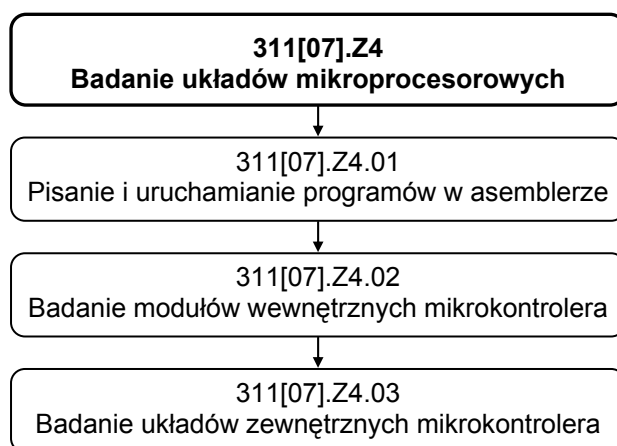 311[07].Z4
Badanie układów mikroprocesorowych
311[07].Z4.01
Pisanie i uruchamianie programów w asemblerze
311[07].Z4.02
Badanie modułów wewnętrznych mikrokontrolera
311[07].Z4.03
Badanie układów zewnętrznych mikrokontrolera